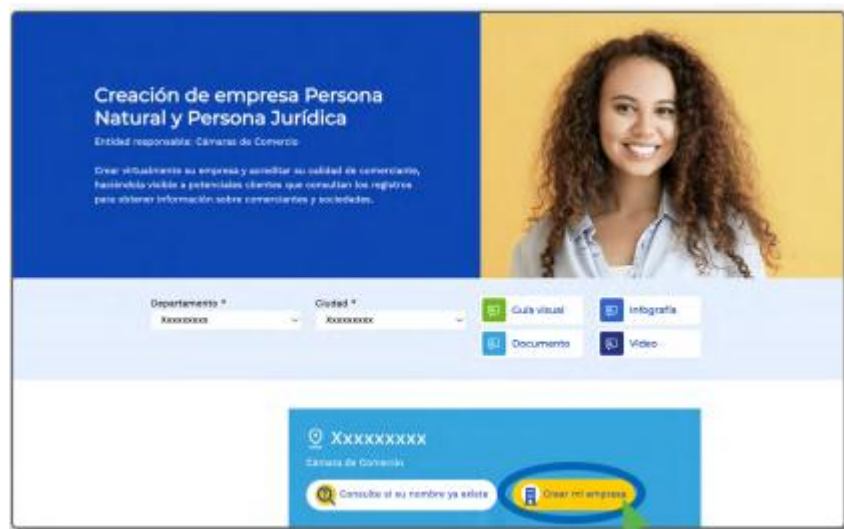 Creación de empresa Persona
Natural y Persona Jurídica
Entidad responsable: Cámaras de Comercio
Crear virtualmente su empresa y acreditar su calidad de comerciante,
haciéndola visible a potenciales clientes que consultan los registros
para obtener información sobre comerciantes y sociedades.
Departamento * Ciudad *
Xxxxxxxxx Xxxxxxxxx
Guía visual Infografía
Documento Video
Xxxxxxxxx
Cámara de Comercio
Consulte si su nombre ya existe Crear mi empresa